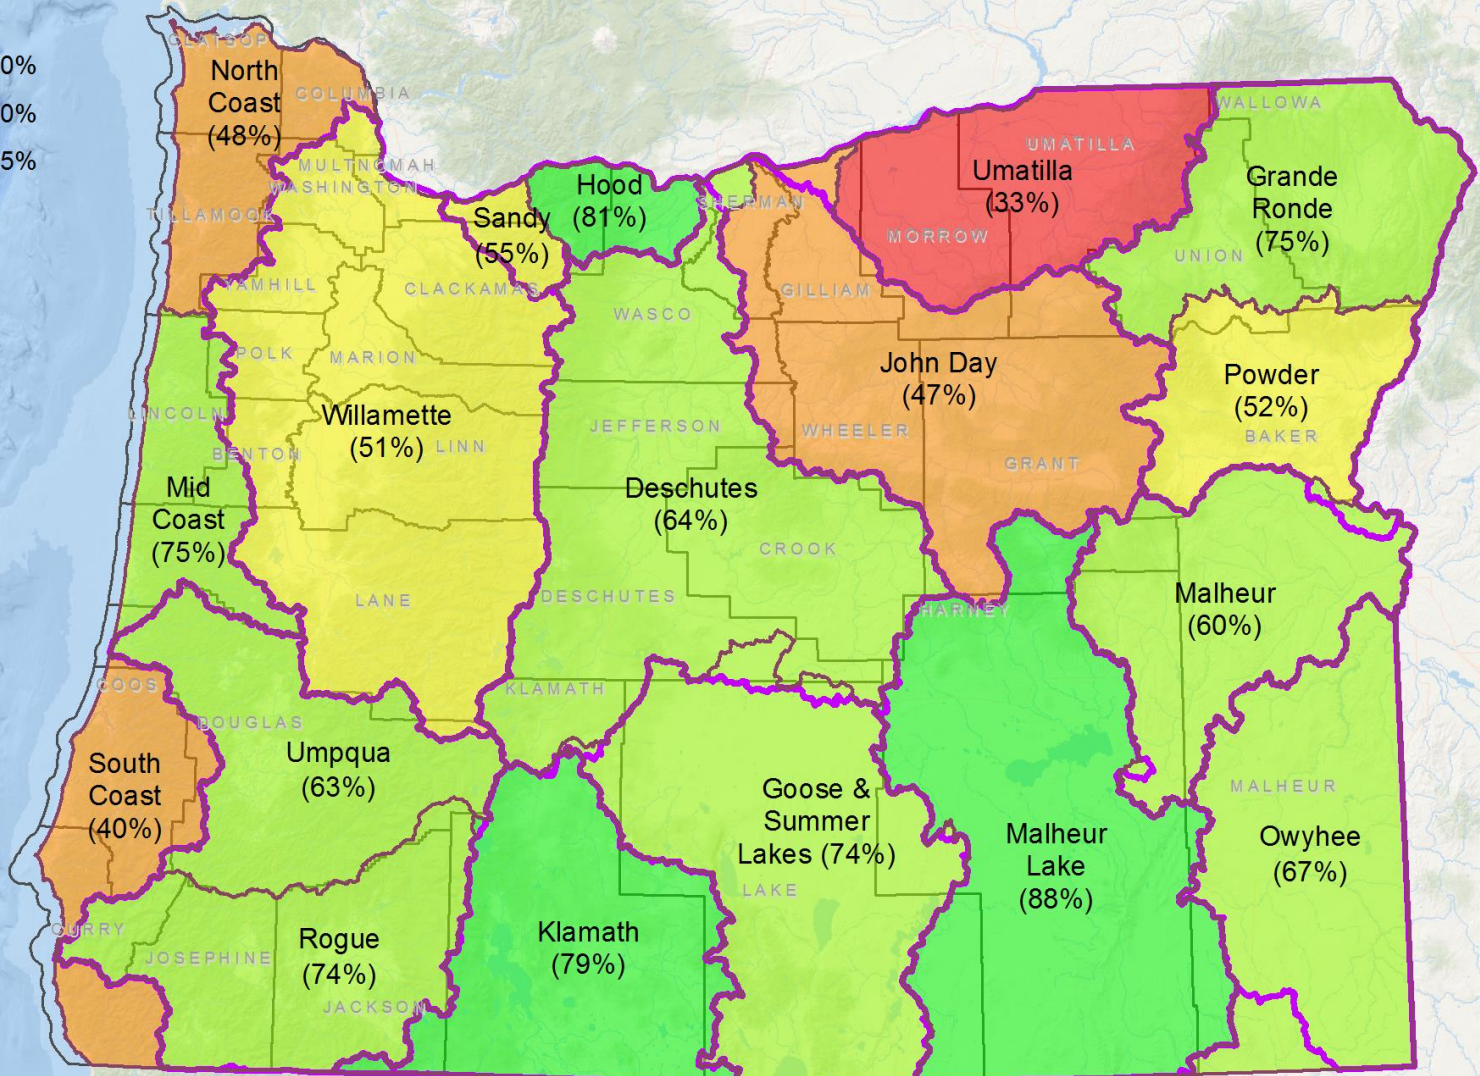 0%
0%
5%
CLATSOP
North
Coast
(48%)
COLUMBIA
MULTNOMAH
WASHINGTON
TILLAMOOK
Sandy
(55%)
Hood
(81%)
SHERMAN
UMATILLA
Umatilla
(33%)
MORROW
WALLOWA
Grande
Ronde
(75%)
UNION
YAMHILL
CLACKAMAS
WASCO
GILLIAM
POLK
MARION
John Day
(47%)
Powder
(52%)
BAKER
LINCOLN
Willamette
(51%)
LINN
BENTON
JEFFERSON
WHEELER
GRANT
Mid
Coast
(75%)
Deschutes
(64%)
CROOK
LANE
DESCHUTES
HARNEY
Malheur
(60%)
COOS
DOUGLAS
KLAMATH
South
Coast
(40%)
Umpqua
(63%)
Goose &
Summer
Lakes (74%)
LAKE
Malheur
Lake
(88%)
MALHEUR
Owyhee
(67%)
CURRY
JOSEPHINE
Rogue
(74%)
JACKSON
Klamath
(79%)